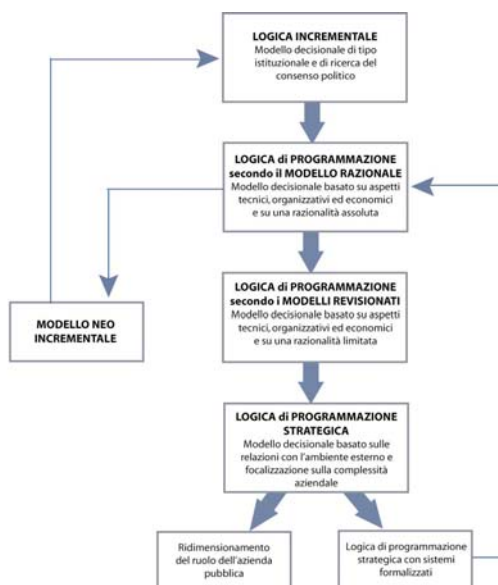 LOGICA INCREMENTALE
Modello decisionale di tipo
istituzionale e di ricerca del
consenso politico
LOGICA di PROGRAMMAZIONE
secondo il MODELLO RAZIONALE
Modello decisionale basato su aspetti
tecnici, organizzativi ed economici
e su una razionalità assoluta
LOGICA di PROGRAMMAZIONE
secondo i MODELLI REVISIONATI
Modello decisionale basato su aspetti
tecnici, organizzativi ed economici
e su una razionalità limitata
MODELLO NEO
INCREMENTALE
LOGICA di PROGRAMMAZIONE
STRATEGICA
Modello decisionale basato sulle
relazioni con l'ambiente esterno e
focalizzazione sulla complessità
aziendale
Ridimensionamento
del ruolo dell'azienda
pubblica
Logica di programmazione
strategica con sistemi
formalizzati